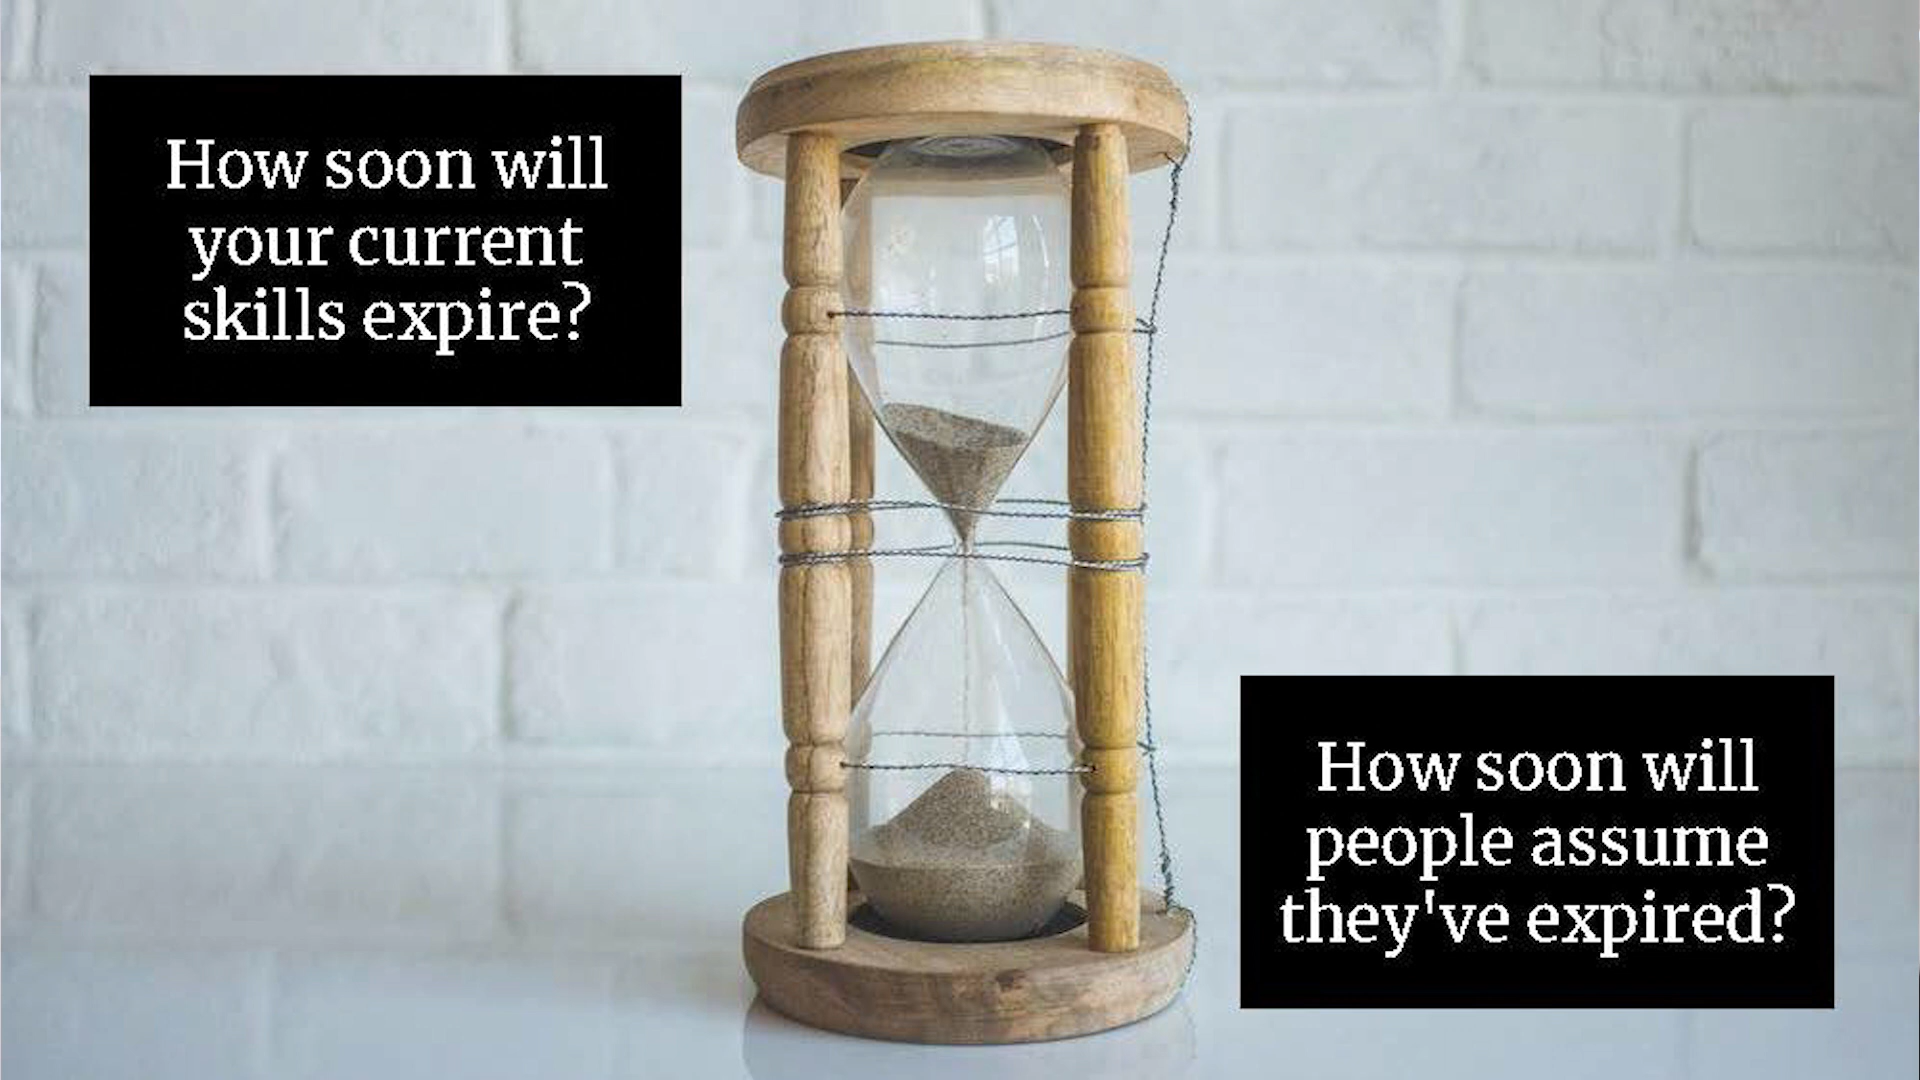 How soon will
your current
skills expire?
How soon will
people assume
they've expired?